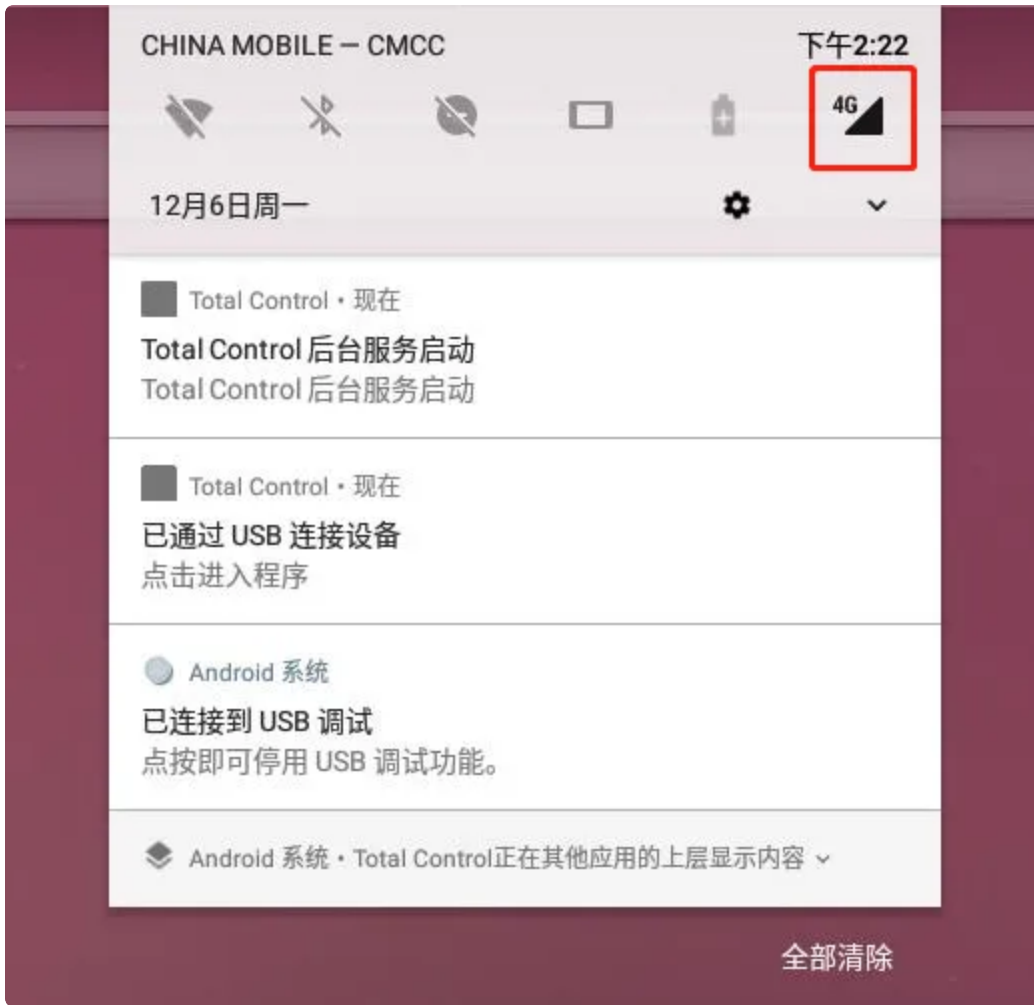 CHINA MOBILE — CMCC
下午2:22
4G
12月6日周一
Total Control • 现在
Total Control 后台服务启动
Total Control 后台服务启动
Total Control • 现在
已通过 USB 连接设备
点击进入程序
Android 系统
已连接到 USB 调试
点按即可停用 USB 调试功能。
Android 系统 • Total Control正在其他应用的上层显示内容
全部清除